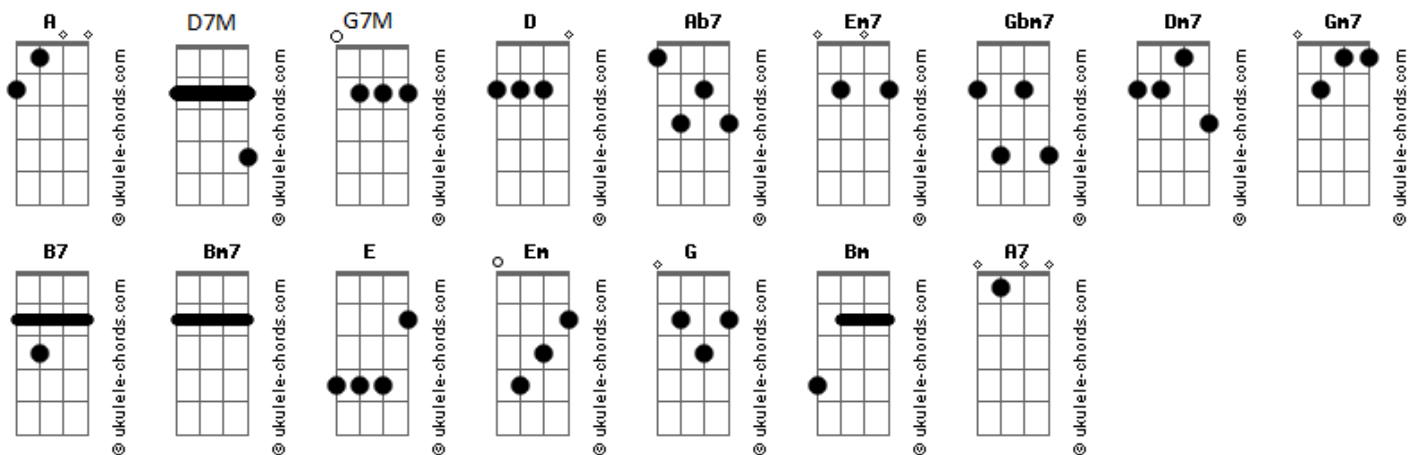 A D7M G7M D Ab7 Em7 Gbm7 Dm7 Gm7
© ukulele-chords.com © ukulele-chords.com © ukulele-chords.com © ukulele-chords.com © ukulele-chords.com © ukulele-chords.com © ukulele-chords.com © ukulele-chords.com © ukulele-chords.com
B7 Bm7 E Em G Bm A7
© ukulele-chords.com © ukulele-chords.com © ukulele-chords.com © ukulele-chords.com © ukulele-chords.com © ukulele-chords.com © ukulele-chords.com